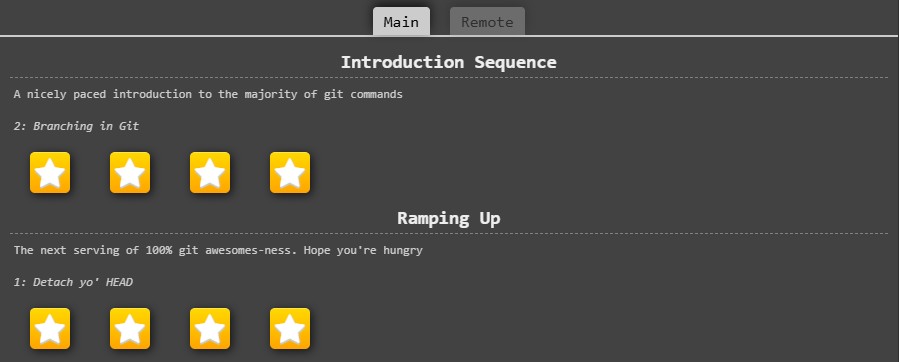 Main Remote
Introduction Sequence
A nicely paced introduction to the majority of git commands
2: Branching in Git
Ramping Up
The next serving of 100% git awesomes-ness. Hope you're hungry
1: Detach yo' HEAD